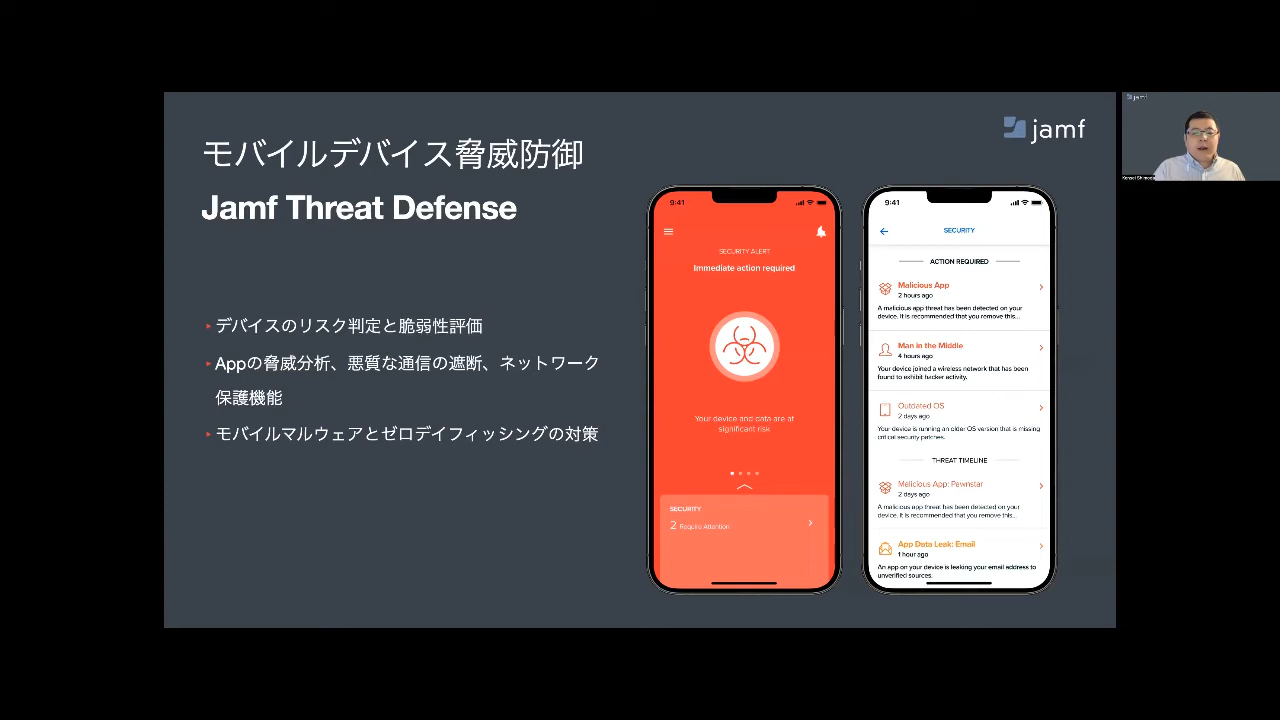 モバイルデバイス脅威防御
Jamf Threat Defense
jamf
▸デバイスのリスク判定と脆弱性評価
▸Appの脅威分析、悪質な通信の遮断、ネットワーク
保護機能
▸モバイルマルウェアとゼロデイフィッシングの対策
9:41
SECURITY ALERT
Immediate action required
Your device and data are at
significant risk
SECURITY
2 Require Attention
9:41
SECURITY
ACTION REQUIRED
Malicious App
2 hours ago
A malicious app threat has been detected on your
device. It is recommended that you remove this...
Man in the Middle
4 hours ago
Your device joined a wireless network that has been
found to exhibit hacker activity.
Outdated OS
2 days ago
Your device is running an older OS version that is missing
critical security patches.
THREAT TIMELINE
Malicious App: Pawnstar
2 days ago
A malicious app threat has been detected on your
device. It is recommended that you remove this...
App Data Leak: Email
1 hour ago
An app on your device is leaking your email address to
unverified sources.
jamf